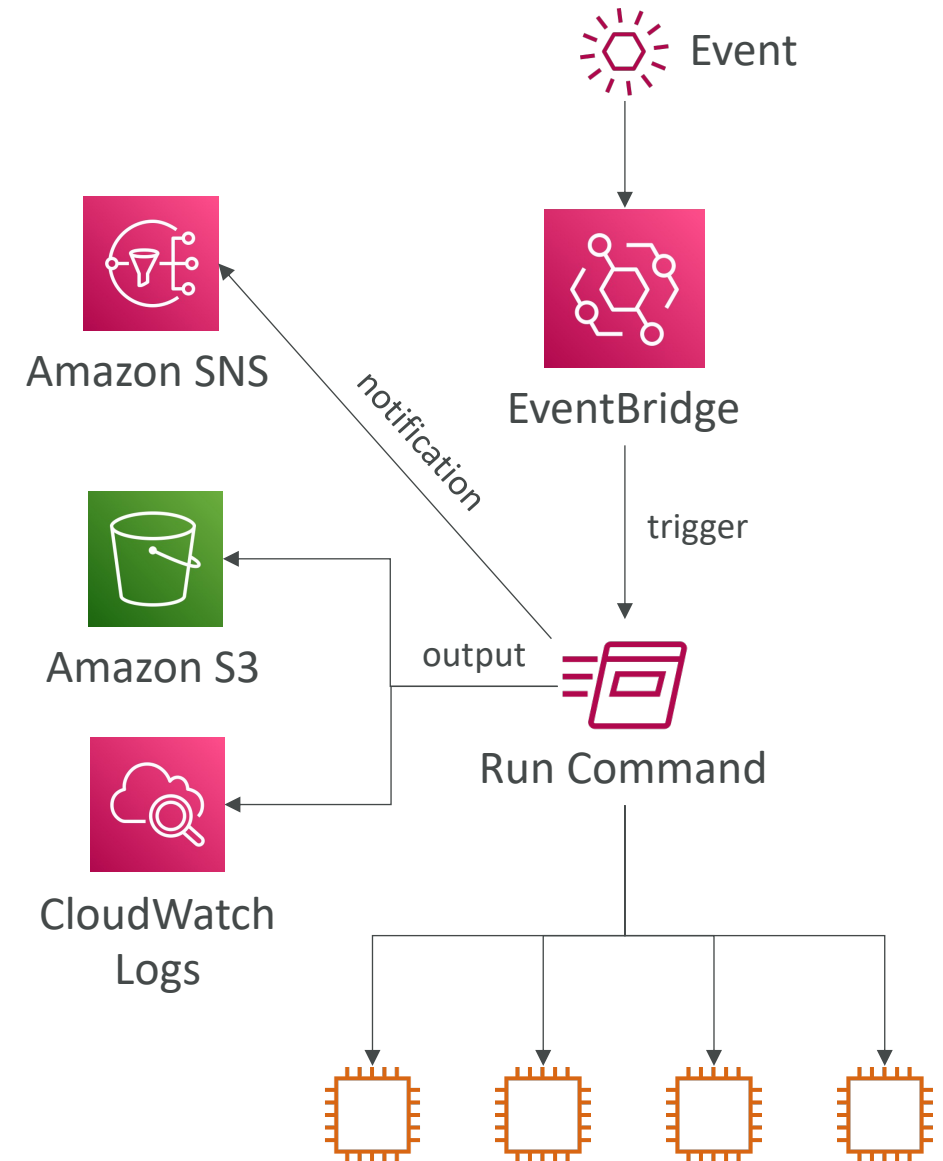 Event
Amazon SNS
notification
EventBridge
trigger
Amazon S3
output
Run Command
CloudWatch
Logs